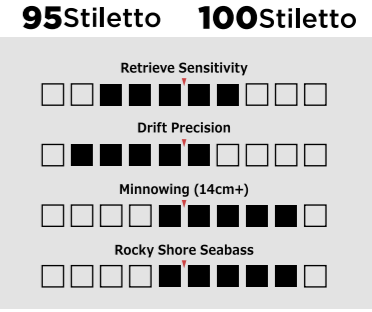 95Stiletto 100Stiletto
Retrieve Sensitivity
Drift Precision
Minnowing (14cm+)
Rocky Shore Seabass